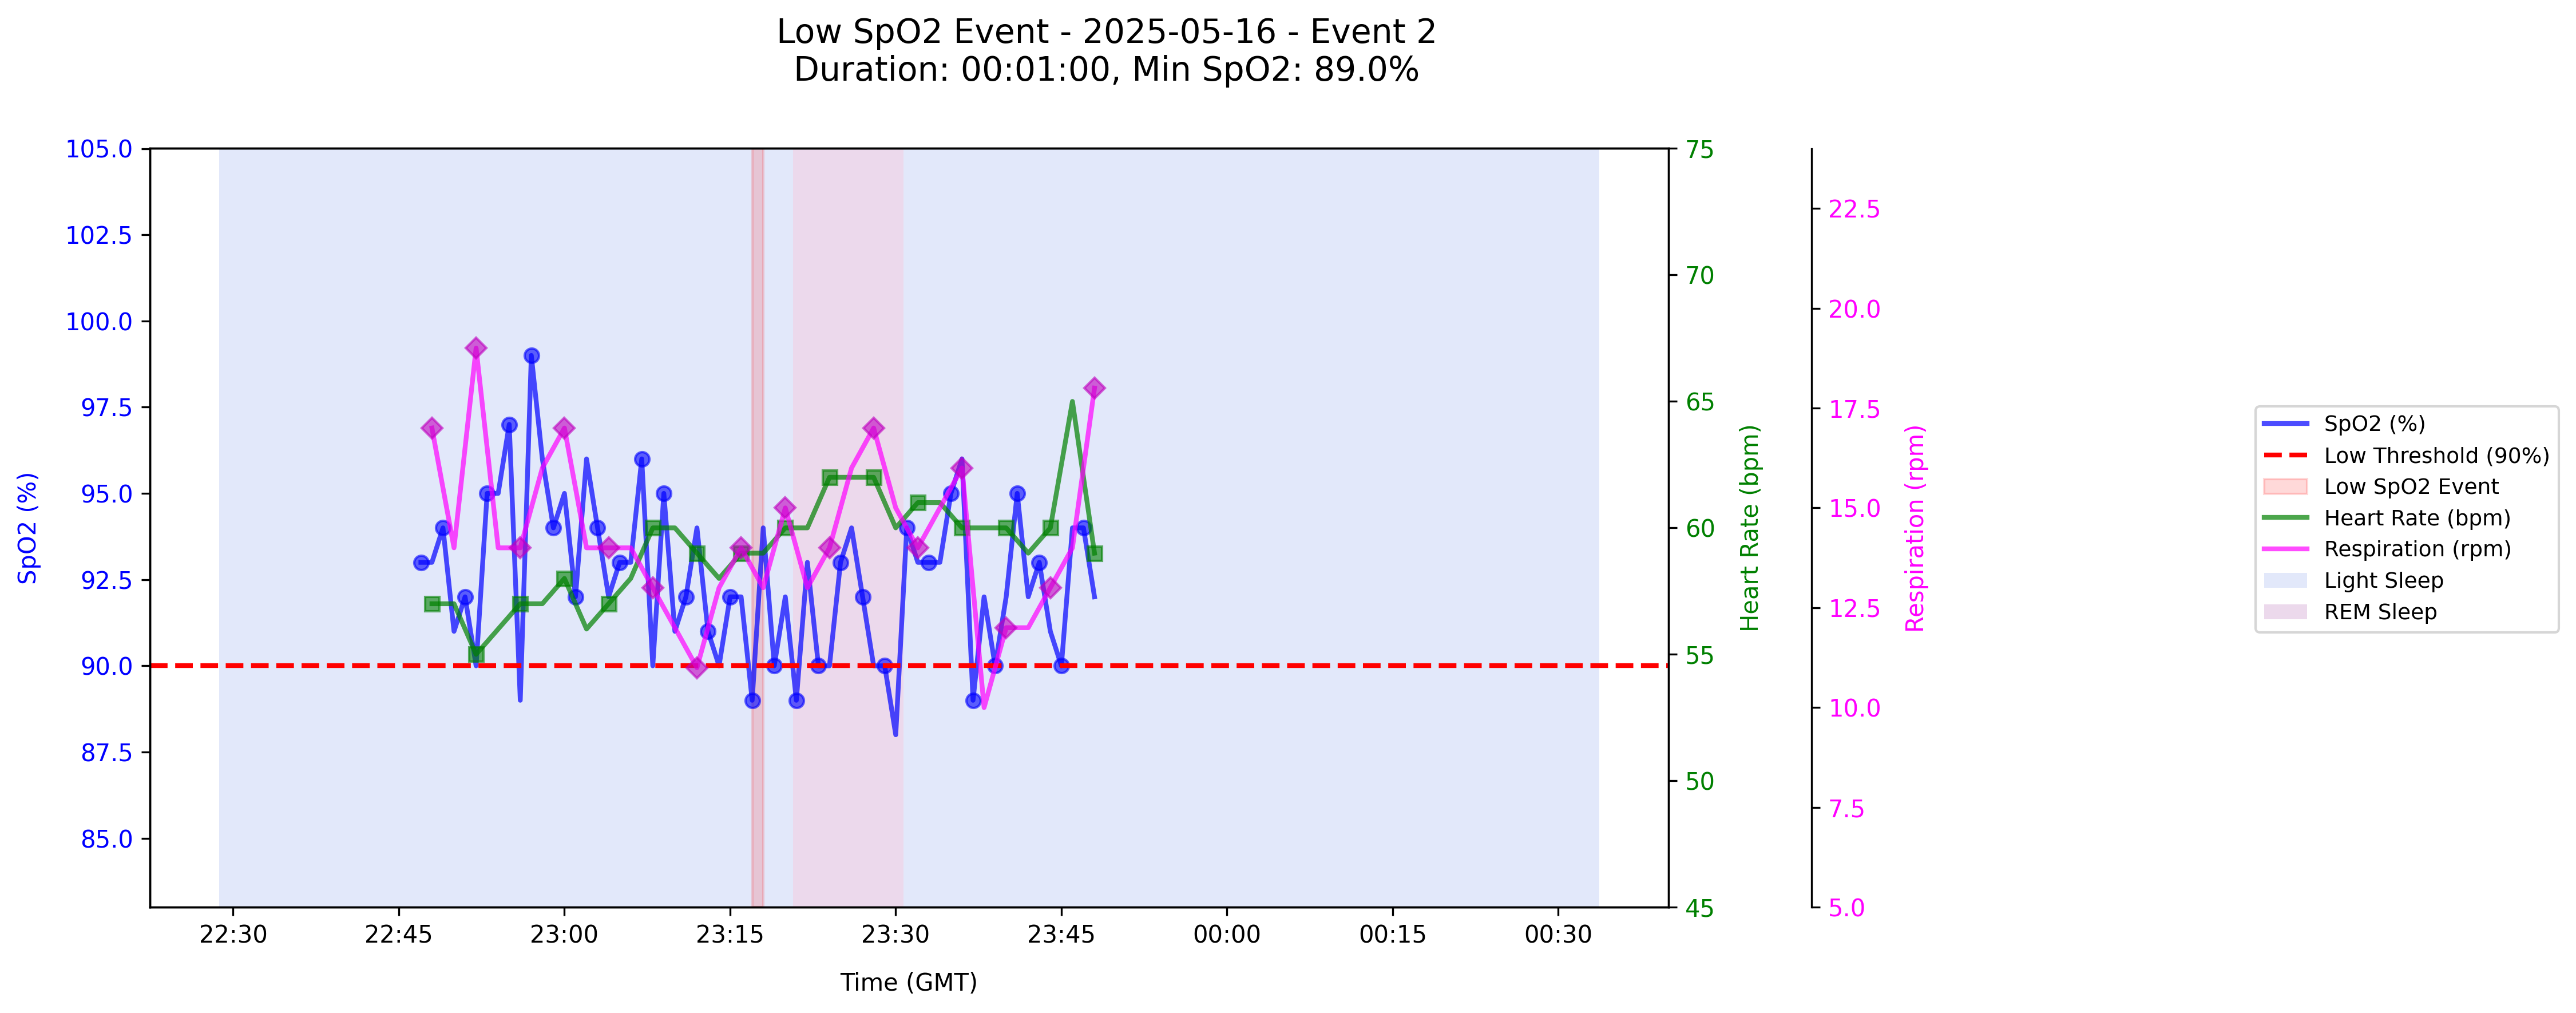 Low SpO2 Event - 2025-05-16 - Event 2
Duration: 00:01:00, Min SpO2: 89.0%
SpO2 (%)
105.0
102.5
100.0
97.5
95.0
92.5
90.0
87.5
85.0
22:30
22:45
23:00
23:15
23:30
23:45
00:00
00:15
00:30
Time (GMT)
75
70
65
60
55
50
45
Heart Rate (bpm)
22.5
20.0
17.5
15.0
12.5
10.0
7.5
5.0
Respiration (rpm)
SpO2 (%)
Low Threshold (90%)
Low SpO2 Event
Heart Rate (bpm)
Respiration (rpm)
Light Sleep
REM Sleep